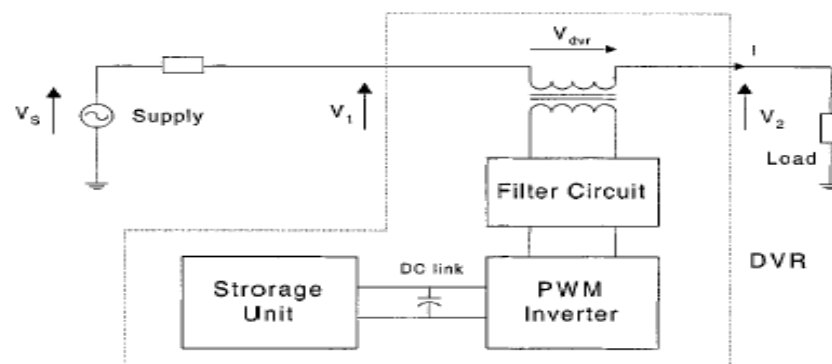 V_dvr
I
V_S
Supply
V_1
V_2
Load
Filter Circuit
DC link
DVR
Strorage
Unit
PWM
Inverter